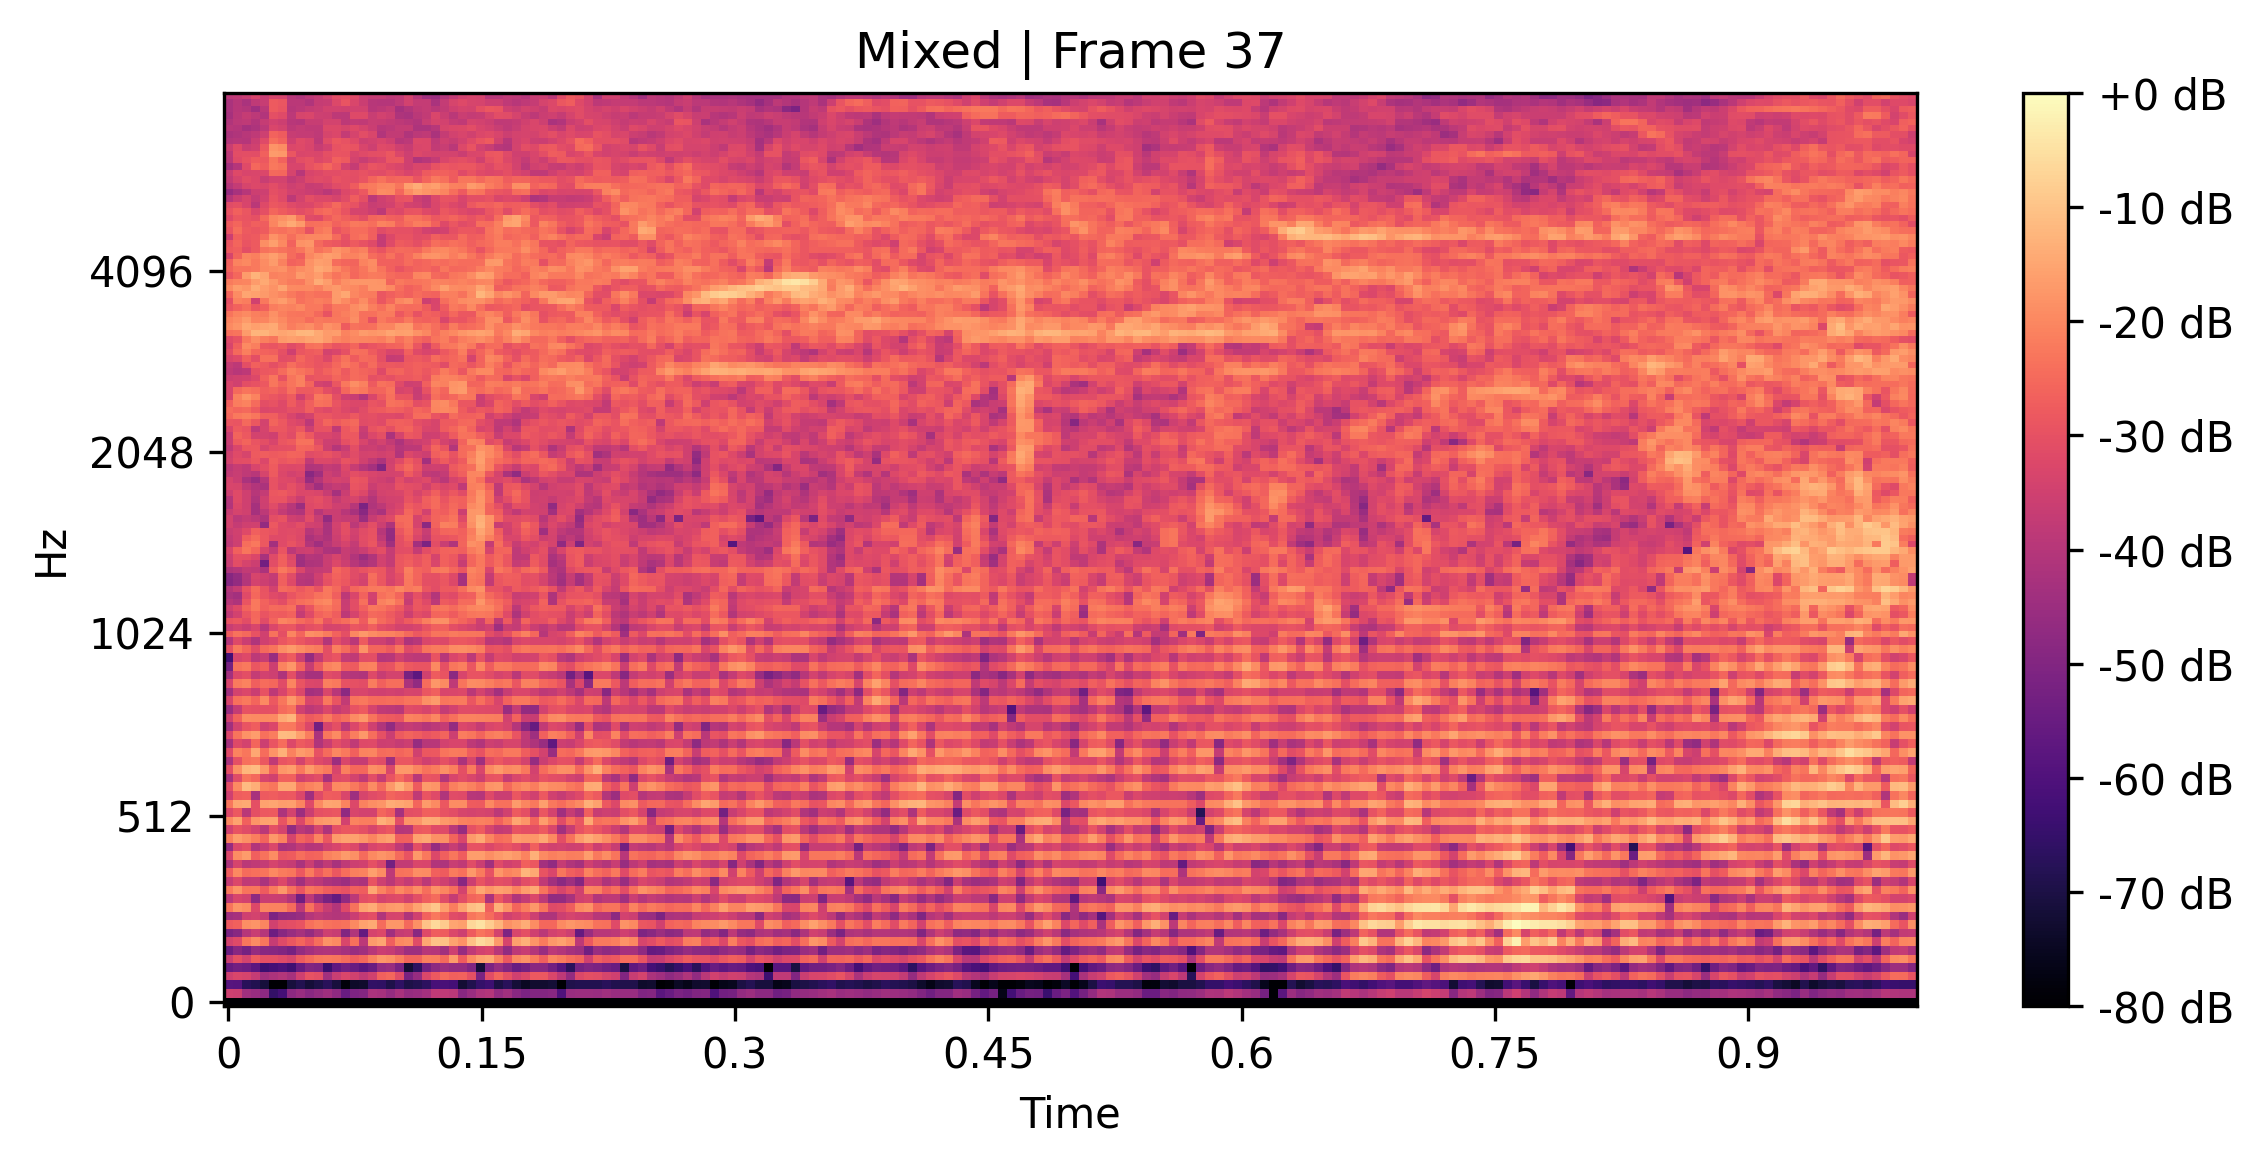 Mixed | Frame 37
+0 dB
-10 dB
-20 dB
-30 dB
-40 dB
-50 dB
-60 dB
-70 dB
-80 dB
4096
2048
1024
512
0
Hz
0 0.15 0.3 0.45 0.6 0.75 0.9
Time